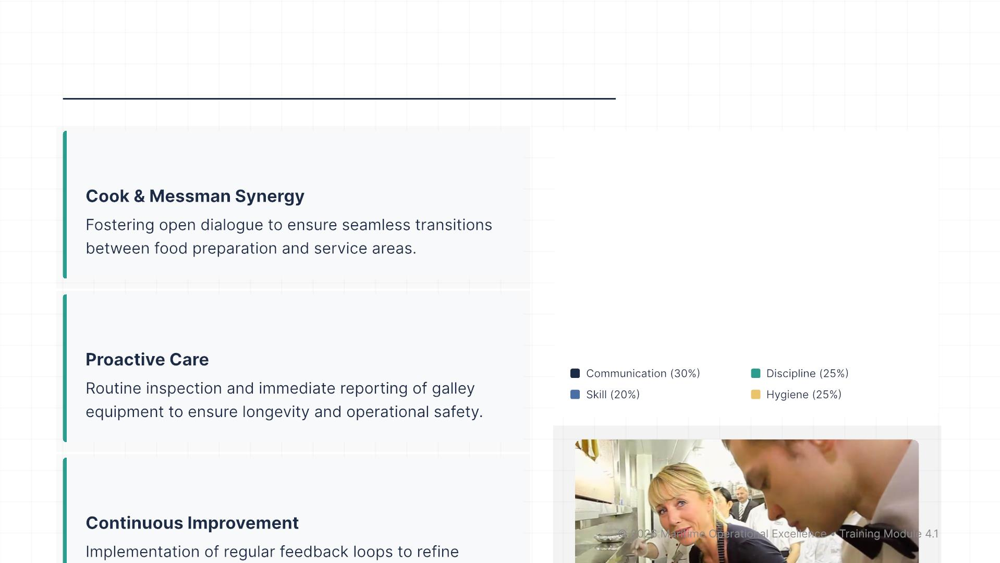 Cook & Messman Synergy
Fostering open dialogue to ensure seamless transitions
between food preparation and service areas.
Proactive Care
Routine inspection and immediate reporting of galley
equipment to ensure longevity and operational safety.
Continuous Improvement
Implementation of regular feedback loops to refine
Communication (30%)
Discipline (25%)
Skill (20%)
Hygiene (25%)
© 2026 Maritime Operational Excellence • Training Module 4.1